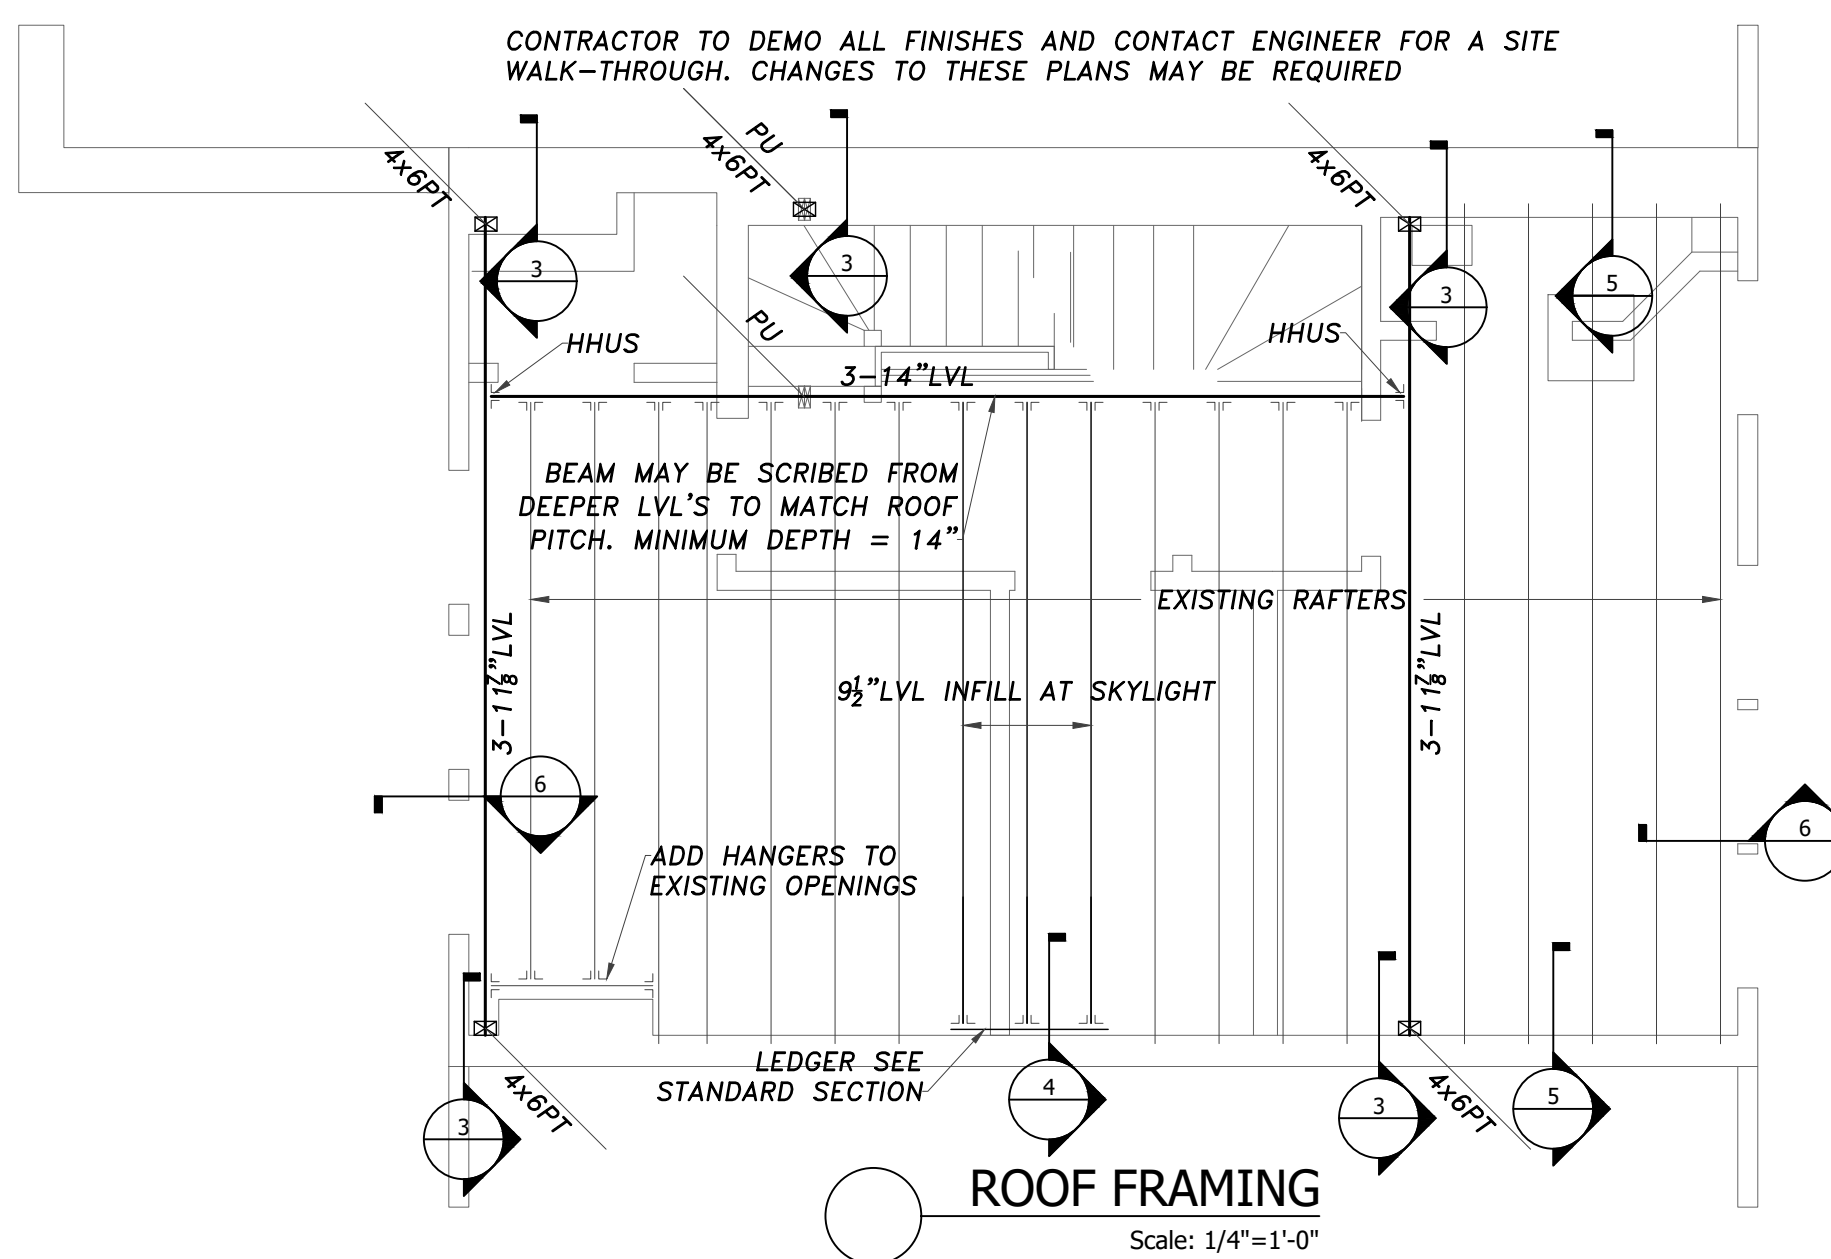 CONTRACTOR TO DEMO ALL FINISHES AND CONTACT ENGINEER FOR A SITE
WALK-THROUGH. CHANGES TO THESE PLANS MAY BE REQUIRED
4x6PT
PU
4x6PT
4x6PT
3
3
3
5
HHUS
PU
HHUS
3-14"LVL
BEAM MAY BE SCRIBED FROM
DEEPER LVL'S TO MATCH ROOF
PITCH. MINIMUM DEPTH = 14"
EXISTING RAFTERS
3-11⅞"LVL
9½"LVL INFILL AT SKYLIGHT
3-11⅞"LVL
6
6
ADD HANGERS TO
EXISTING OPENINGS
LEDGER SEE
STANDARD SECTION
4x6PT
4x6PT
3
4
3
5
ROOF FRAMING
Scale: 1/4"=1'-0"